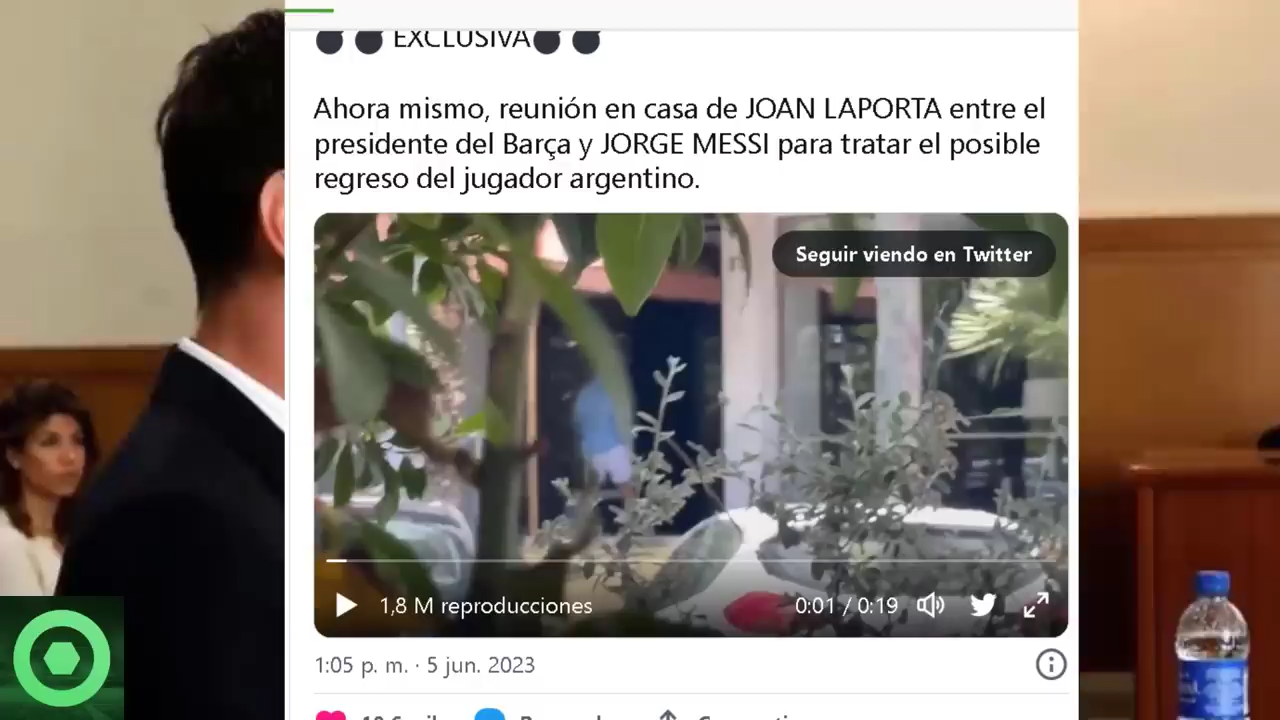 EXCLUSIVA
Ahora mismo, reunión en casa de JOAN LAPORTA entre el
presidente del Barça y JORGE MESSI para tratar el posible
regreso del jugador argentino.
Seguir viendo en Twitter
1,8 M reproducciones
0:01 / 0:19
1:05 p. m. · 5 jun. 2023